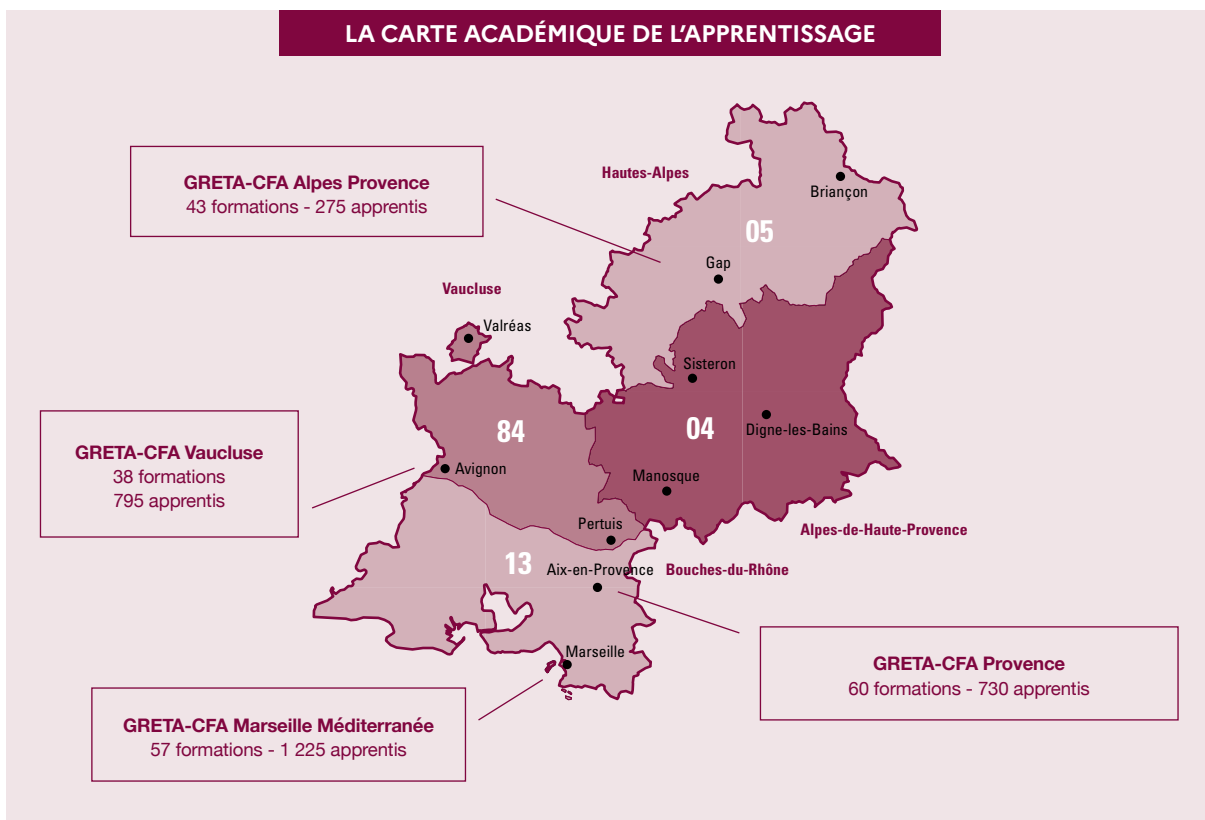 LA CARTE ACADÉMIQUE DE L'APPRENTISSAGE
GRETA-CFA Alpes Provence
43 formations - 275 apprentis
Hautes-Alpes
Briançon
05
Gap
Vaucluse
Valréas
Sisteron
84
04
Digne-les-Bains
GRETA-CFA Vaucluse
38 formations
795 apprentis
Avignon
Manosque
Pertuis
Alpes-de-Haute-Provence
13
Aix-en-Provence
Bouches-du-Rhône
Marseille
GRETA-CFA Provence
60 formations - 730 apprentis
GRETA-CFA Marseille Méditerranée
57 formations - 1 225 apprentis